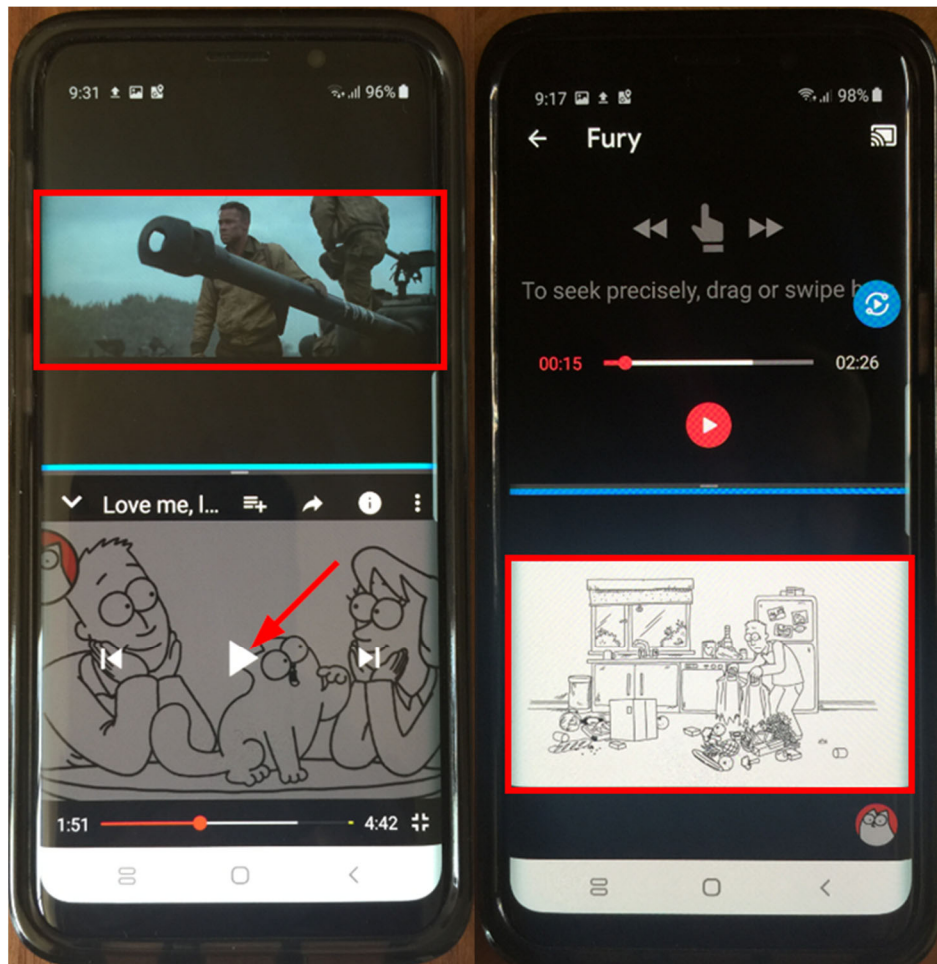 9:31 96%
Love me, l...
1:51 4:42
9:17 98%
Fury
To seek precisely, drag or swipe h
00:15 02:26